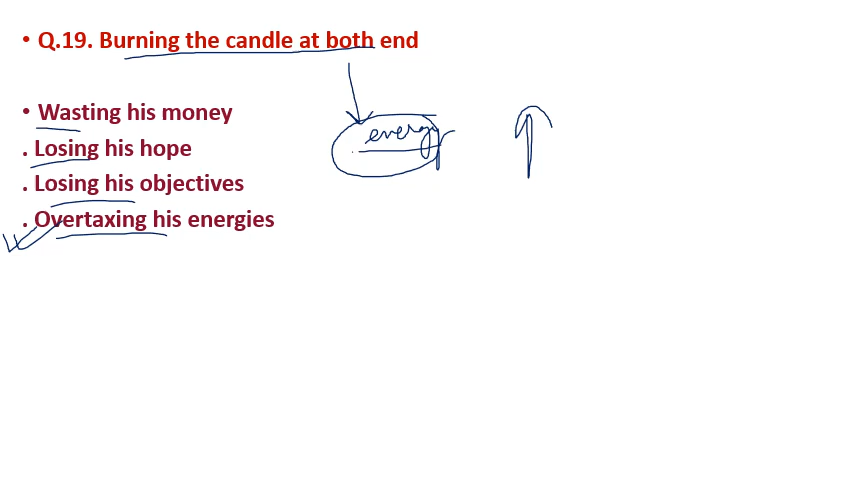 • Q.19. Burning the candle at both end
• Wasting his money
energy
. Losing his hope
. Losing his objectives
. Overtaxing his energies